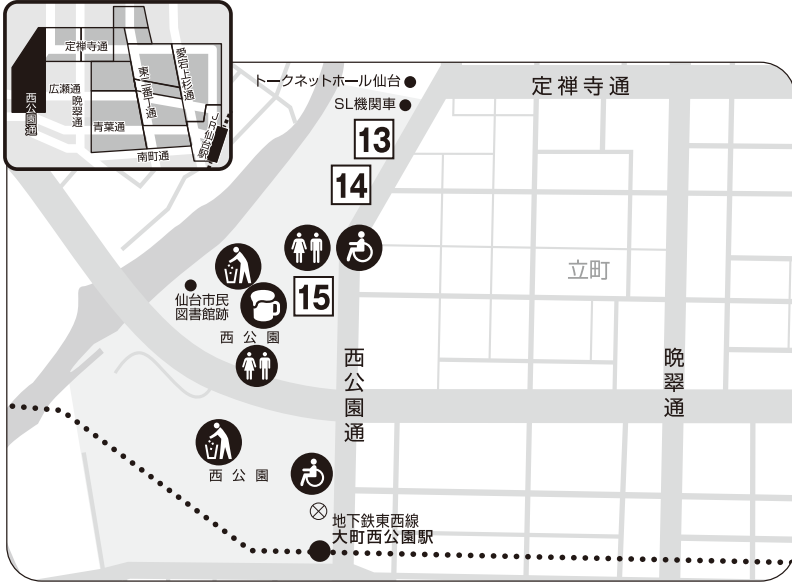 定禅寺通
愛宕上杉通
東二番丁通
広瀬通
晩翠通
西公園通
青葉通
JR仙台駅
南町通
トークネットホール仙台
SL機関車
定禅寺通
13
14
15
立町
仙台市民
図書館跡
西公園
西公園通
晩翠通
西公園
地下鉄東西線
大町西公園駅